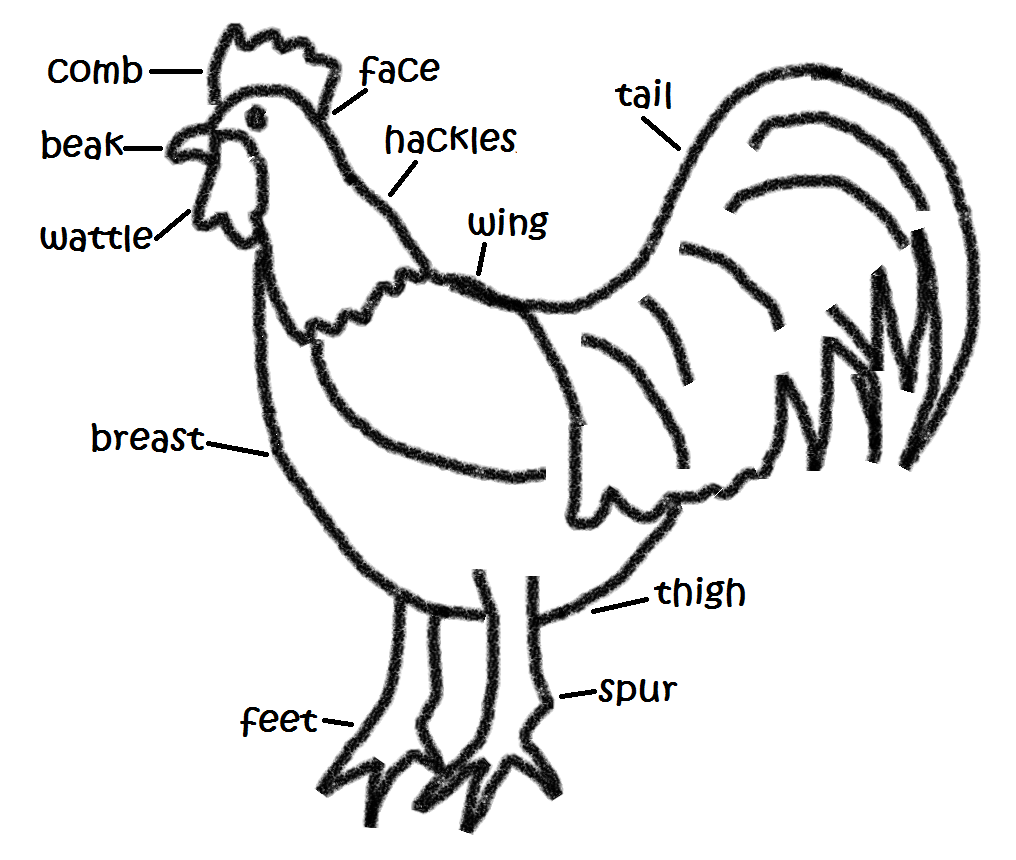 comb
face
tail
beak
hackles
wattle
wing
breast
thigh
spur
feet